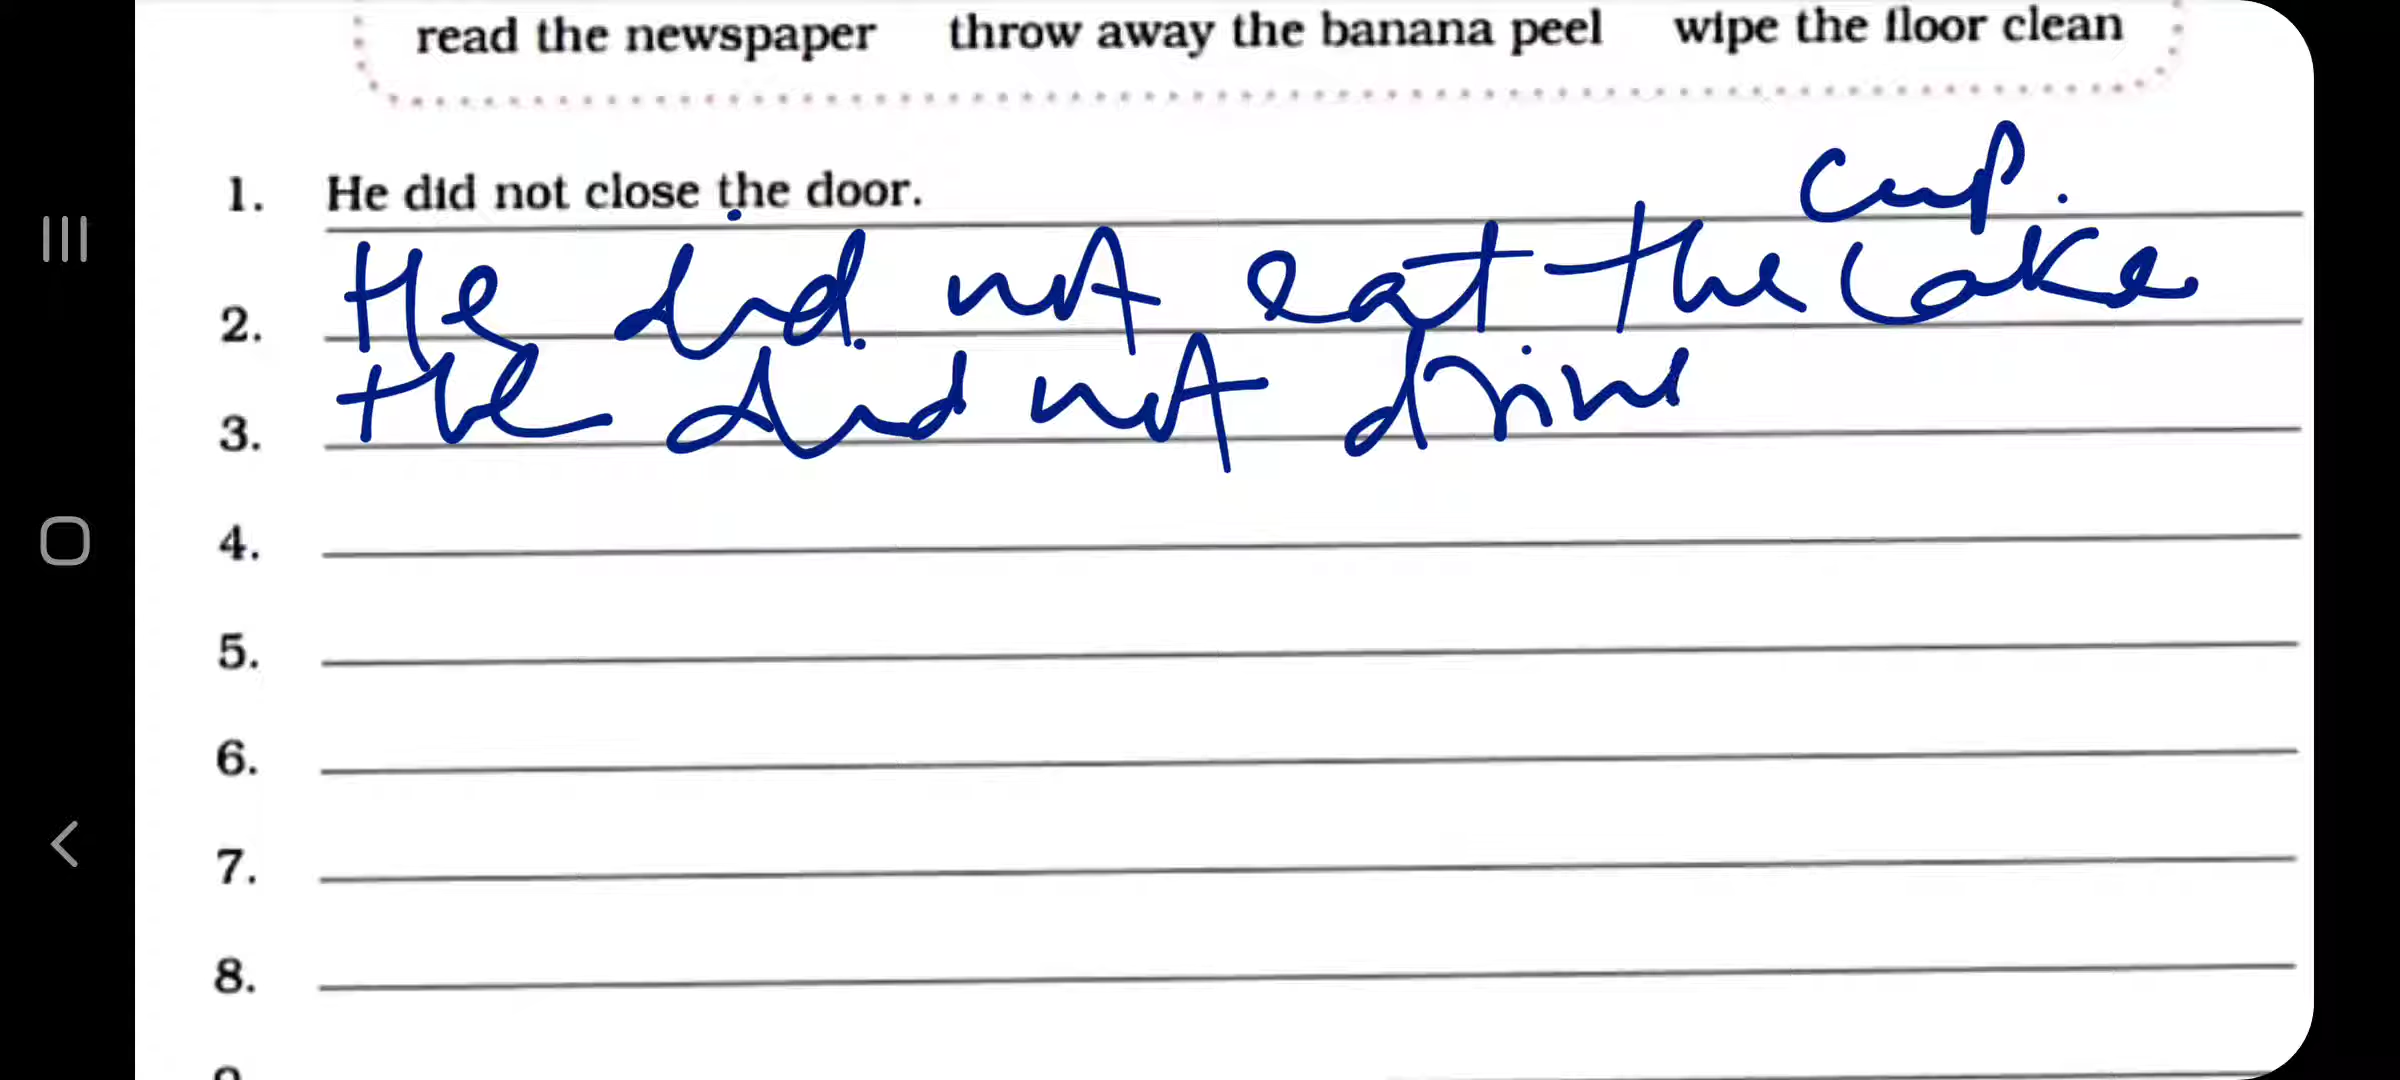 read the newspaper throw away the banana peel wipe the floor clean
1. He did not close the door.
cup.
2. He did not eat the cake
3. He did not
4.
5.
6.
7.
8.